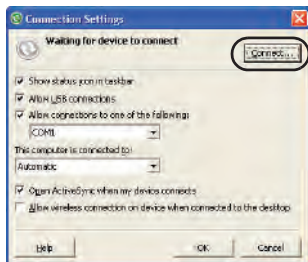 Connection Settings
Waiting for device to connect
Connect...
Show status icon in taskbar
Allow USB connections
Allow connections to one of the following:
COM1
This computer is connected to:
Automatic
Open ActiveSync when my device connects
Allow wireless connection on device when connected to the desktop
Help
OK
Cancel